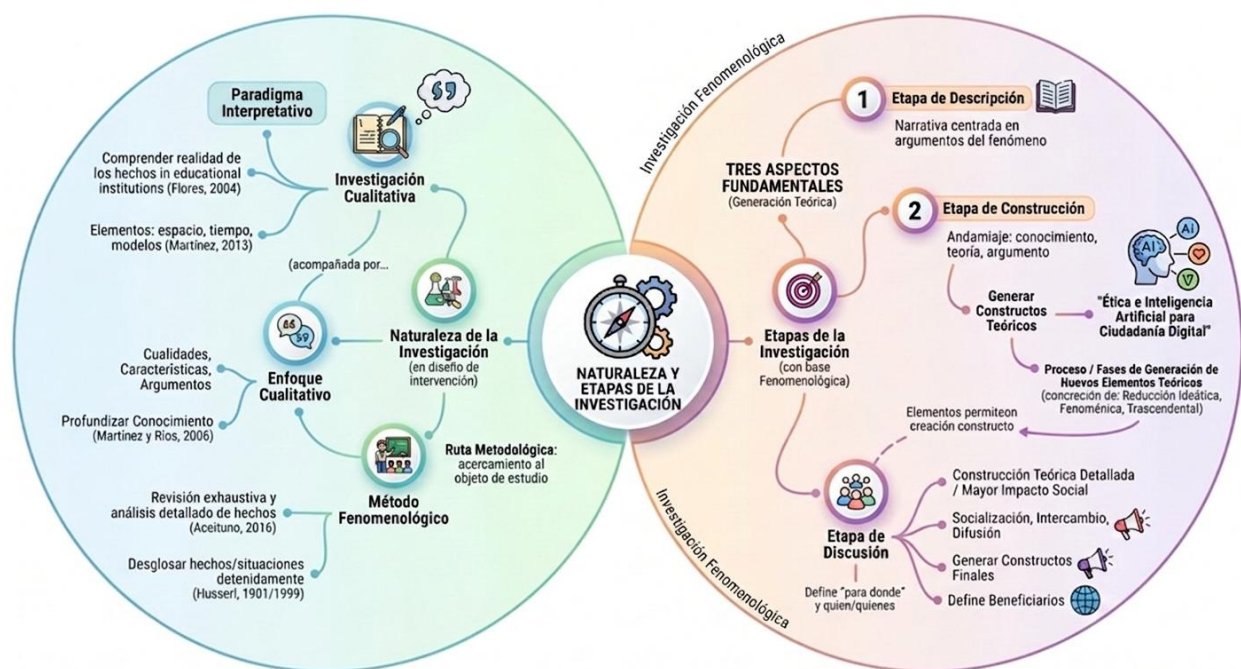 Paradigma
Interpretativo
Comprender realidad de
los hechos in educational
institutions (Flores, 2004)
Elementos: espacio, tiempo,
modelos (Martínez, 2013)
Investigación
Cualitativa
(acompañada por...
Naturaleza de la
Investigación
(en diseño de
intervención)
Enfoque
Cualitativo
Cualidades,
Caracteristicas,
Argumentos
Profundizar Conocimiento
(Martinez y Rios, 2006)
Método
Fenomenológico
Ruta Metodológica:
acercamiento al
objeto de estudio
Revisión exhaustiva y
análisis detallado de hechos
(Aceituno, 2016)
Desglosar hechos/situaciones
detenidamente
(Husserl, 1901/1999)
NATURALEZA Y
ETAPAS DE LA
INVESTIGACIÓN
Investigación Fenomenológica
Investigación Fenomenológica
TRES ASPECTOS
FUNDAMENTALES
(Generación Teórica)
Etapas de la
Investigación
(con base
Fenomenológica)
1 Etapa de Descripción
Narrativa centrada en
argumentos del fenómeno
2 Etapa de Construcción
Andamiaje: conocimiento,
teoría, argumento
AI
Ai
Generar
Constructos
Teóricos
"Ética e Inteligencia
Artificial para
Ciudadanía Digital"
Proceso / Fases de Generación de
Huevos Elementos Teóricos
(concreción de: Reducción Ideática,
Fenoménica, Trascendental)
Elementos permiteon
creación constructo
Etapa de
Discusión
Define "para donde"
y quien/quienes
Construcción Teórica Detallada
/ Mayor Impacto Social
Socialización, Intercambio,
Difusión
Generar Constructos
Finales
Define Beneficiarios